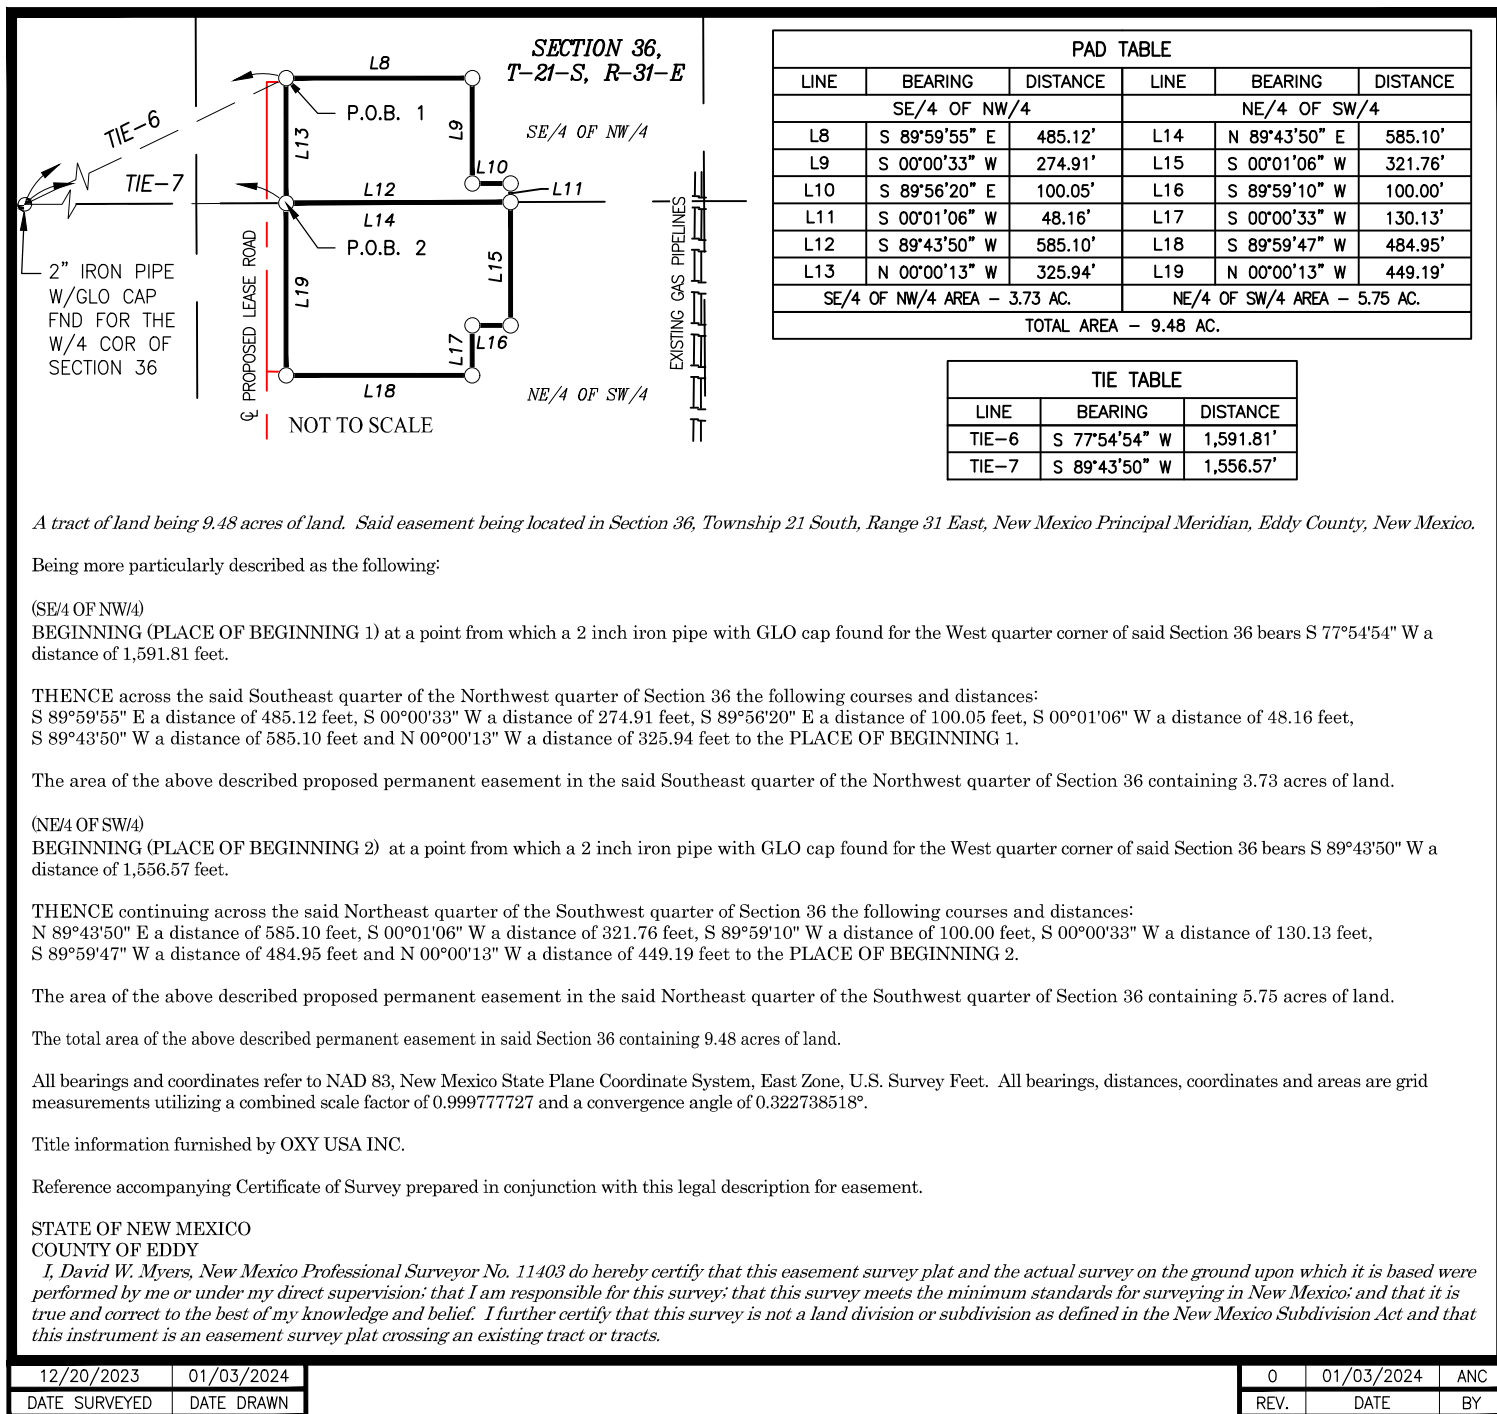 SECTION 36,
T-21-S, R-31-E
L8
P.O.B. 1
TIE-6
L13
L9
SE/4 OF NW/4
L10
TIE-7
L12
L11
L14
P.O.B. 2
2" IRON PIPE
W/GLO CAP
FND FOR THE
W/4 COR OF
SECTION 36
℄ PROPOSED LEASE ROAD
L19
L15
EXISTING GAS PIPELINES
L17
L16
L18
NE/4 OF SW/4
NOT TO SCALE
PAD TABLE
LINE BEARING DISTANCE LINE BEARING DISTANCE
SE/4 OF NW/4 NE/4 OF SW/4
L8 S 89°59'55" E 485.12' L14 N 89°43'50" E 585.10'
L9 S 00°00'33" W 274.91' L15 S 00°01'06" W 321.76'
L10 S 89°56'20" E 100.05' L16 S 89°59'10" W 100.00'
L11 S 00°01'06" W 48.16' L17 S 00°00'33" W 130.13'
L12 S 89°43'50" W 585.10' L18 S 89°59'47" W 484.95'
L13 N 00°00'13" W 325.94' L19 N 00°00'13" W 449.19'
SE/4 OF NW/4 AREA - 3.73 AC. NE/4 OF SW/4 AREA - 5.75 AC.
TOTAL AREA - 9.48 AC.
TIE TABLE
LINE BEARING DISTANCE
TIE-6 S 77°54'54" W 1,591.81'
TIE-7 S 89°43'50" W 1,556.57'
A tract of land being 9.48 acres of land. Said easement being located in Section 36, Township 21 South, Range 31 East, New Mexico Principal Meridian, Eddy County, New Mexico.
Being more particularly described as the following:
(SE/4 OF NW/4)
BEGINNING (PLACE OF BEGINNING 1) at a point from which a 2 inch iron pipe with GLO cap found for the West quarter corner of said Section 36 bears S 77°54'54" W a
distance of 1,591.81 feet.
THENCE across the said Southeast quarter of the Northwest quarter of Section 36 the following courses and distances:
S 89°59'55" E a distance of 485.12 feet, S 00°00'33" W a distance of 274.91 feet, S 89°56'20" E a distance of 100.05 feet, S 00°01'06" W a distance of 48.16 feet,
S 89°43'50" W a distance of 585.10 feet and N 00°00'13" W a distance of 325.94 feet to the PLACE OF BEGINNING 1.
The area of the above described proposed permanent easement in the said Southeast quarter of the Northwest quarter of Section 36 containing 3.73 acres of land.
(NE/4 OF SW/4)
BEGINNING (PLACE OF BEGINNING 2) at a point from which a 2 inch iron pipe with GLO cap found for the West quarter corner of said Section 36 bears S 89°43'50" W a
distance of 1,556.57 feet.
THENCE continuing across the said Northeast quarter of the Southwest quarter of Section 36 the following courses and distances:
N 89°43'50" E a distance of 585.10 feet, S 00°01'06" W a distance of 321.76 feet, S 89°59'10" W a distance of 100.00 feet, S 00°00'33" W a distance of 130.13 feet,
S 89°59'47" W a distance of 484.95 feet and N 00°00'13" W a distance of 449.19 feet to the PLACE OF BEGINNING 2.
The area of the above described proposed permanent easement in the said Northeast quarter of the Southwest quarter of Section 36 containing 5.75 acres of land.
The total area of the above described permanent easement in said Section 36 containing 9.48 acres of land.
All bearings and coordinates refer to NAD 83, New Mexico State Plane Coordinate System, East Zone, U.S. Survey Feet. All bearings, distances, coordinates and areas are grid
measurements utilizing a combined scale factor of 0.999777727 and a convergence angle of 0.322738518°.
Title information furnished by OXY USA INC.
Reference accompanying Certificate of Survey prepared in conjunction with this legal description for easement.
STATE OF NEW MEXICO
COUNTY OF EDDY
I, David W. Myers, New Mexico Professional Surveyor No. 11403 do hereby certify that this easement survey plat and the actual survey on the ground upon which it is based were
performed by me or under my direct supervision; that I am responsible for this survey; that this survey meets the minimum standards for surveying in New Mexico; and that it is
true and correct to the best of my knowledge and belief. I further certify that this survey is not a land division or subdivision as defined in the New Mexico Subdivision Act and that
this instrument is an easement survey plat crossing an existing tract or tracts.
12/20/2023 01/03/2024
DATE SURVEYED DATE DRAWN
0 01/03/2024 ANC
REV. DATE BY